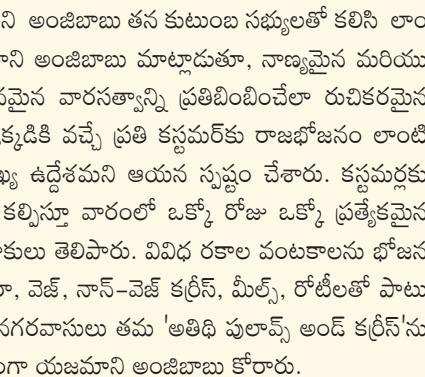 ని అంజిబాబు తన కుటుంబ సభ్యులతో కలిసి లాం
ూని అంజిబాబు మాట్లాడుతూ, నాణ్యమైన మరియు
నమైన వారసత్వాన్ని ప్రతిబింబించేలా రుచికరమైన
ఇక్కడికి వచ్చే ప్రతి కస్టమర్‌కు రాజభోజనం లాంటి
ఖ్య ఉద్దేశమని ఆయన స్పష్టం చేశారు. కస్టమర్లకు
కల్పిస్తూ వారంలో ఒక్కో రోజు ఒక్కో ప్రత్యేకమైన
ాకులు తెలిపారు. వివిధ రకాల వంటకాలను భోజన
ూ, వెజ్, నాన్-వెజ్ కర్రీస్, మీల్స్, రోటీలతో పాటు
నగరవాసులు తమ 'అతిథి పులావ్స్ అండ్ కర్రీస్'ను
ంగా యజమాని అంజిబాబు కోరారు.